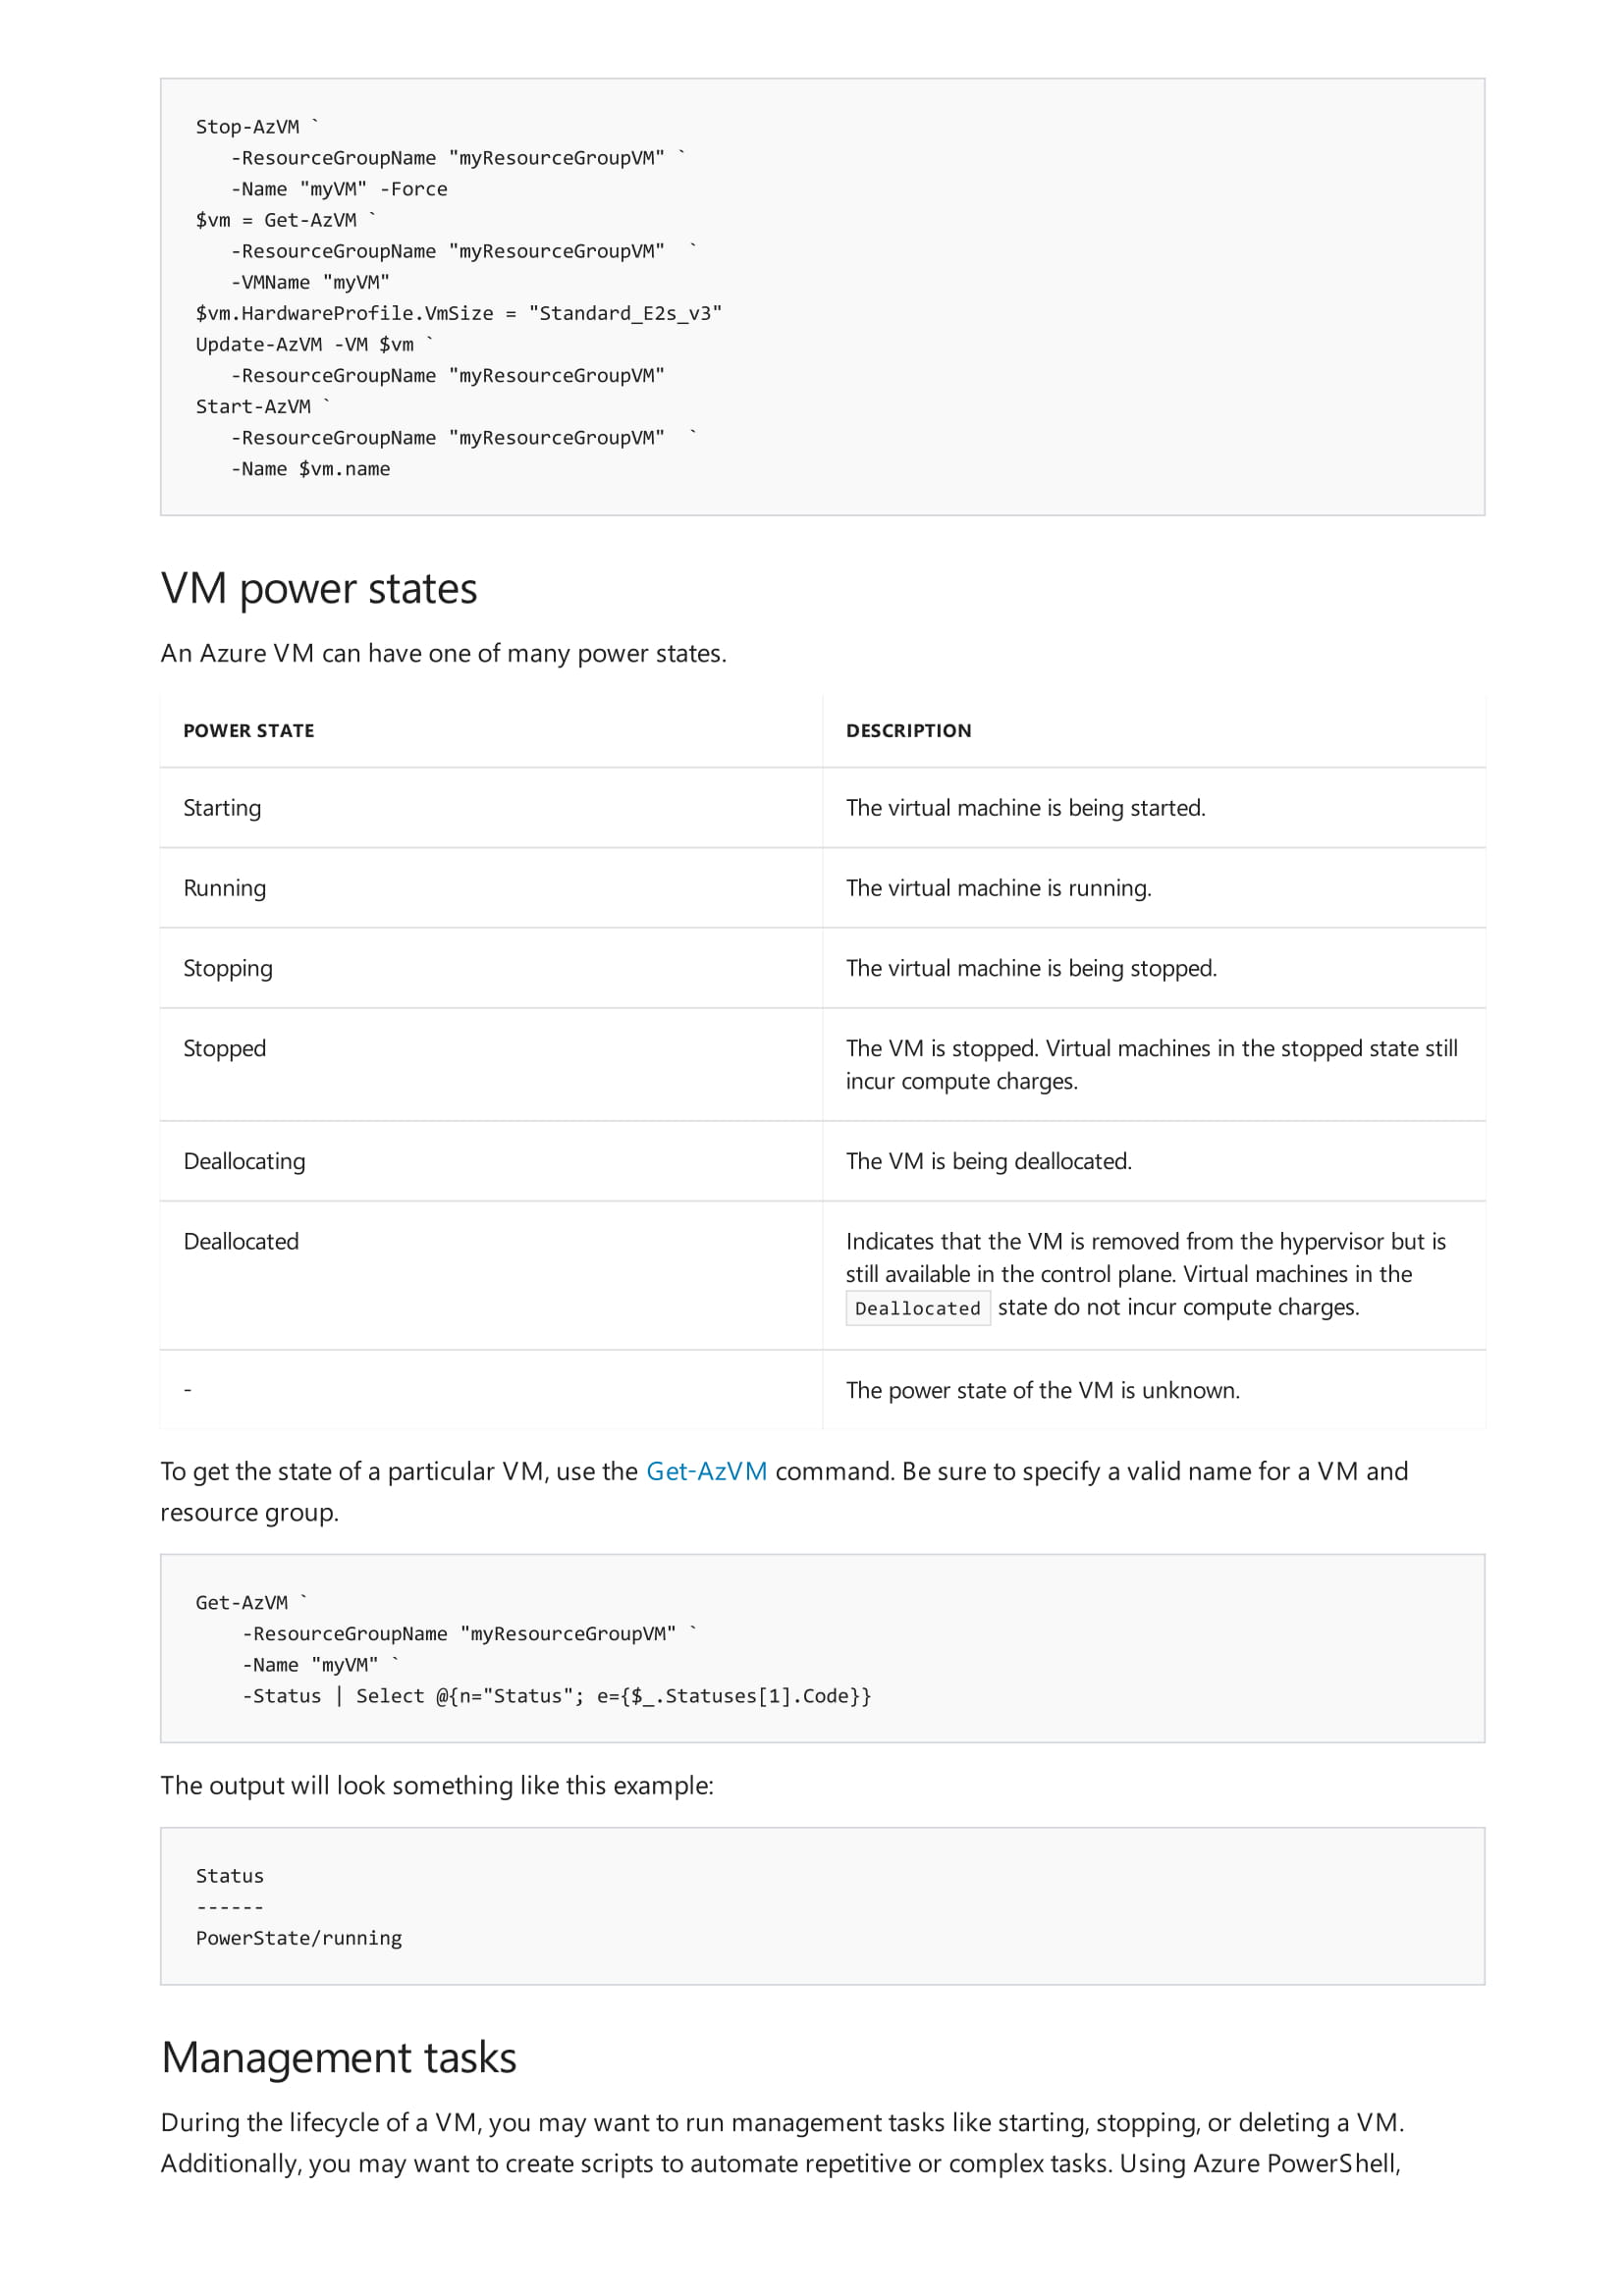 Stop-AzVM `
   -ResourceGroupName "myResourceGroupVM" `
   -Name "myVM" -Force
$vm = Get-AzVM `
   -ResourceGroupName "myResourceGroupVM"  `
   -VMName "myVM"
$vm.HardwareProfile.VmSize = "Standard_E2s_v3"
Update-AzVM -VM $vm `
   -ResourceGroupName "myResourceGroupVM"
Start-AzVM `
   -ResourceGroupName "myResourceGroupVM"  `
   -Name $vm.name
VM power states
An Azure VM can have one of many power states.
POWER STATE DESCRIPTION
Starting The virtual machine is being started.
Running The virtual machine is running.
Stopping The virtual machine is being stopped.
Stopped The VM is stopped. Virtual machines in the stopped state still
incur compute charges.
Deallocating The VM is being deallocated.
Deallocated Indicates that the VM is removed from the hypervisor but is
still available in the control plane. Virtual machines in the
Deallocated state do not incur compute charges.
- The power state of the VM is unknown.
To get the state of a particular VM, use the Get-AzVM command. Be sure to specify a valid name for a VM and
resource group.
Get-AzVM `
    -ResourceGroupName "myResourceGroupVM" `
    -Name "myVM" `
    -Status | Select @{n="Status"; e={$_.Statuses[1].Code}}
The output will look something like this example:
Status
------
PowerState/running
Management tasks
During the lifecycle of a VM, you may want to run management tasks like starting, stopping, or deleting a VM.
Additionally, you may want to create scripts to automate repetitive or complex tasks. Using Azure PowerShell,